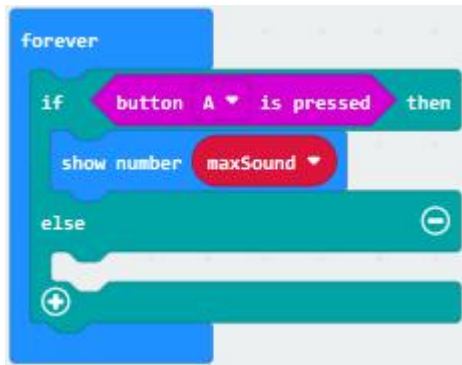 forever
if button A is pressed then
show number maxSound
else